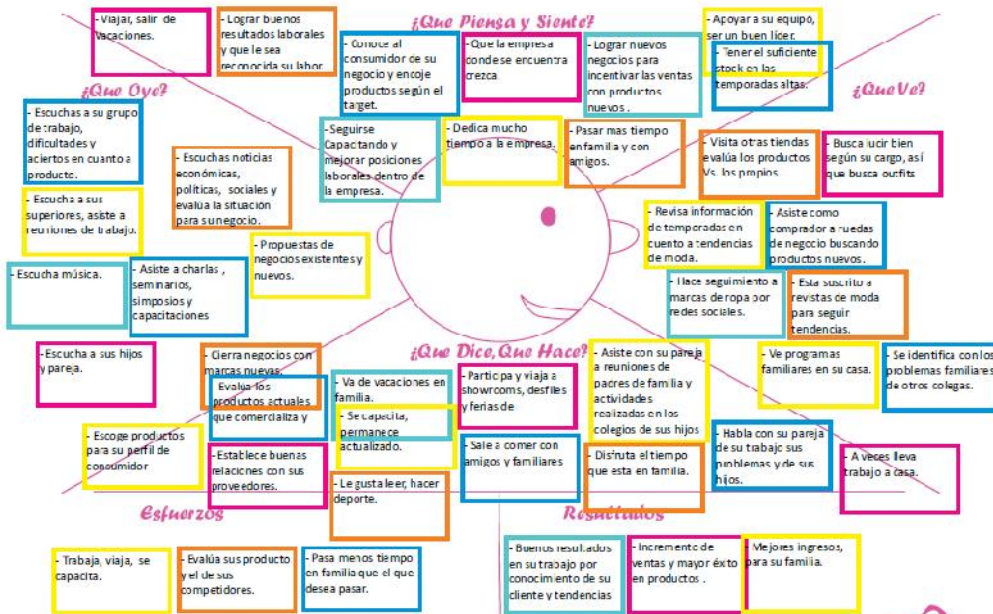 ¿Que Piensa y Siente?
- Viajar, salir de
Vacaciones.
- Lograr buenos
resultados laborales
y que le sea
reconocida su labor
- Conoce al
consumidor de su
negocio y encoje
productos según el
target.
- Que la empresa
donde se encuentra
crezca.
- Lograr nuevos
negocios para
incentivar las ventas
con productos
nuevos .
- Apoyar a su equipo,
ser un buen líder.
- Tener el suficiente
stock en las
temporadas altas.
-Seguirse
Capacitando y
mejorar posiciones
laborales dentro de
la empresa.
- Dedica mucho
tiempo a la empresa.
- Pasar mas tiempo
en familia y con
amigos.
¿Que Oye?
- Escuchas a su grupo
de trabajo,
dificultades y
aciertos en cuanto a
producto.
- Escuchas noticias
económicas,
políticas, sociales y
evalúa la situación
para su negocio.
- Escucha a sus
superiores, asiste a
reuniones de trabajo.
- Propuestas de
negocios existentes y
nuevos.
- Escucha música.
- Asiste a charlas ,
seminarios,
simposios y
capacitaciones
-Escucha a sus hijos
y pareja.
¿Que Ve?
- Visita otras tiendas
evalúa los productos
Vs. los propios
- Busca lucir bien
según su cargo, así
que busca outfits
- Revisa información
de temporadas en
cuento a tendencias
de moda.
- Asiste como
comprador a ruedas
de negocio buscando
productos nuevos.
- Hace seguimiento a
marcas de ropa por
redes sociales.
- Esta suscrito a
revistas de moda
para seguir
tendencias.
- Ve programas
familiares en su casa.
- Se identifica con los
problemas familiares
de otros colegas.
¿Que Dice, Que Hace?
- Cierra negocios con
marcas nuevas.
- Evalúa los
productos actuales
que comercializa y
- Va de vacaciones en
familia.
- Se capacita,
permanece
actualizado.
- Participa y viaja a
showrooms, desfiles
y ferias de
- Asiste con su pareja
a reuniones de
padres de familia y
actividades
realizadas en los
colegios de sus hijos
- Escoge productos
para su perfil de
consumidor
-Establece buenas
relaciones con sus
proveedores.
- Le gusta leer, hacer
deporte.
- Sale a comer con
amigos y familiares
- Disfruta el tiempo
que esta en familia.
- Habla con su pareja
de su trabajo sus
problemas y de sus
hijos.
- A veces lleva
trabajo a casa.
Esfuerzos
- Trabaja, viaja, se
capacita.
- Evalúa sus producto
y el de sus
competidores.
- Pasa menos tiempo
en familia que el que
desea pasar.
Resultados
- Buenos resultados
en su trabajo por
conocimiento de su
cliente y tendencias
- Incremento de
ventas y mayor éxito
en productos .
- Mejores ingresos,
para su familia.